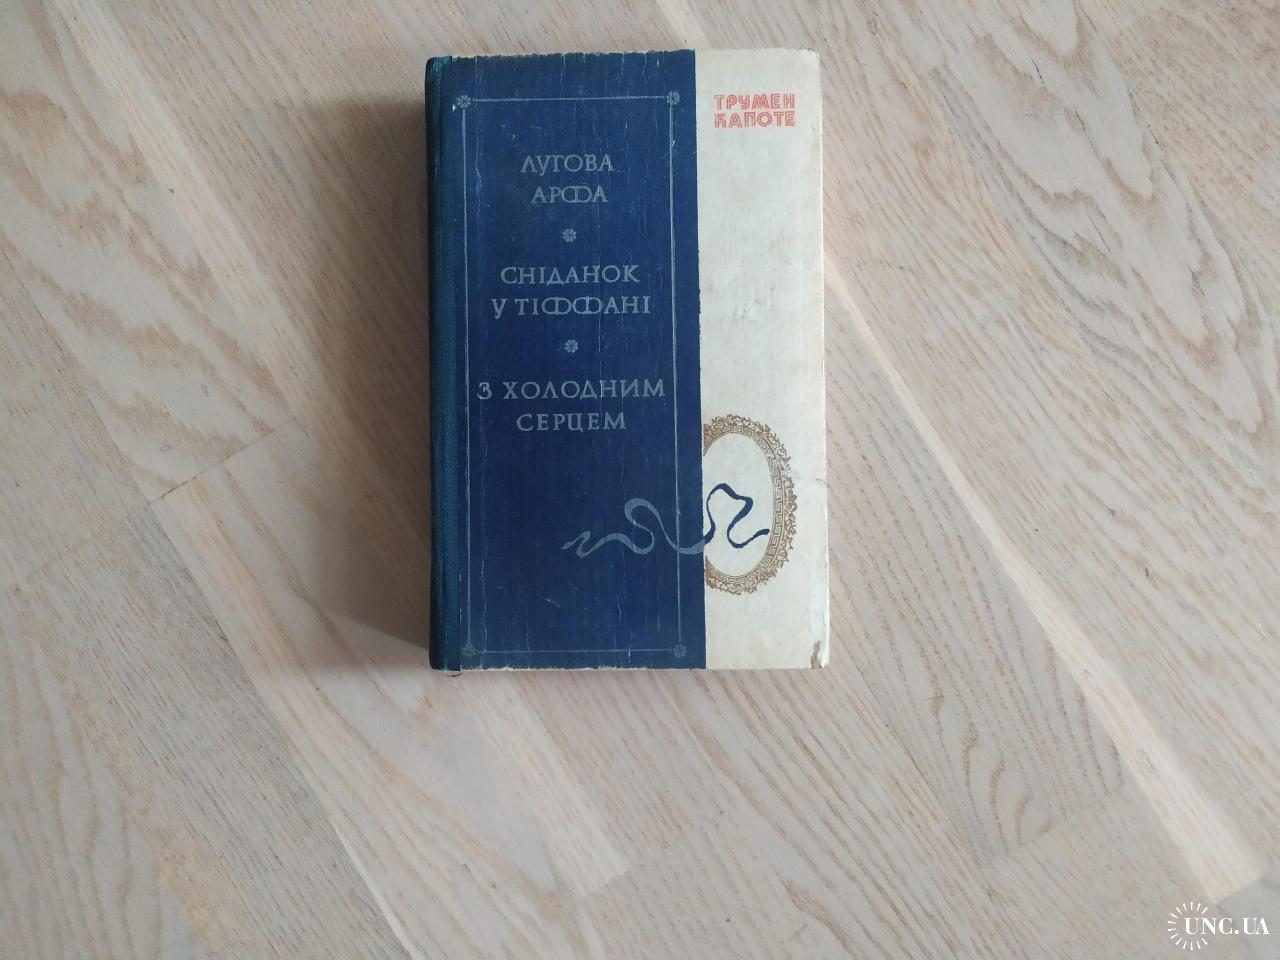 ТРУМЕН
КАПОТЕ
ЛУГОВА
АРФА
СНІДАНОК
У ТІФФАНІ
З ХОЛОДНИМ
СЕРЦЕМ
UNC.UA